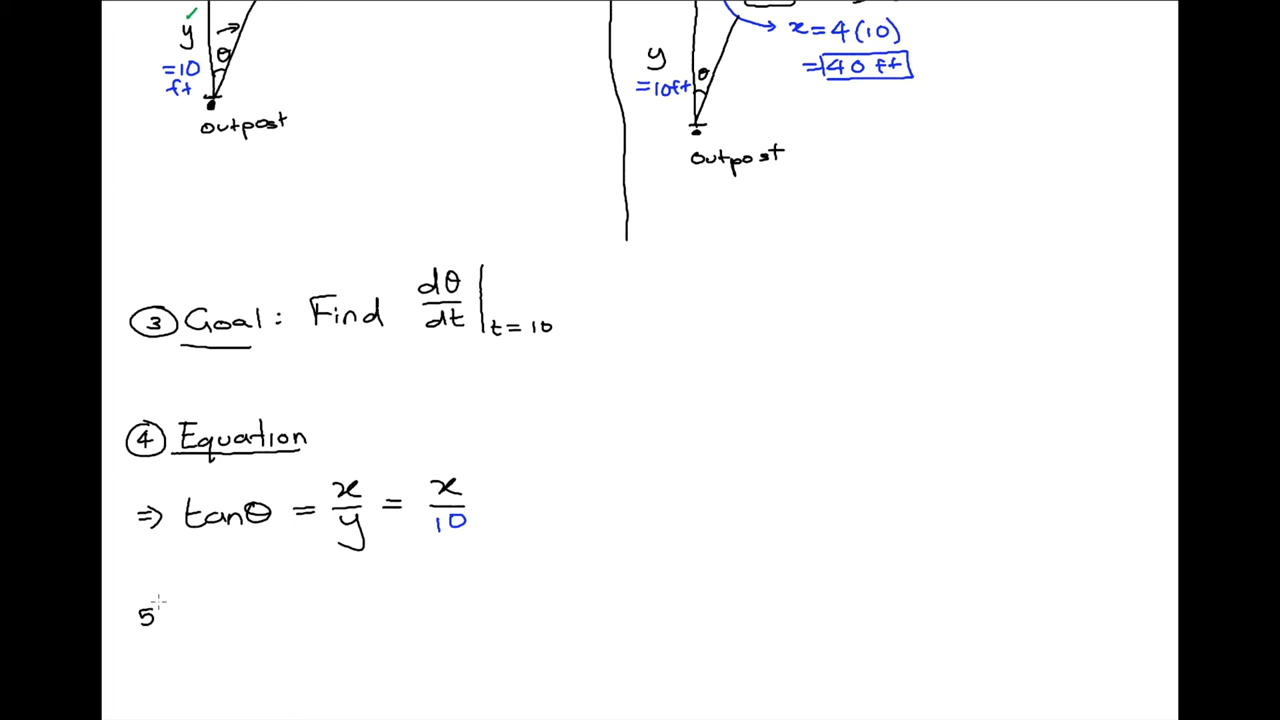 y
θ
=10
ft
Outpost
x = 4(10)
= 40 ft
y
θ
=10ft
Outpost
③ Goal : Find dθ/dt | t = 10
④ Equation
⇒ tanθ = x/y = x/10
5